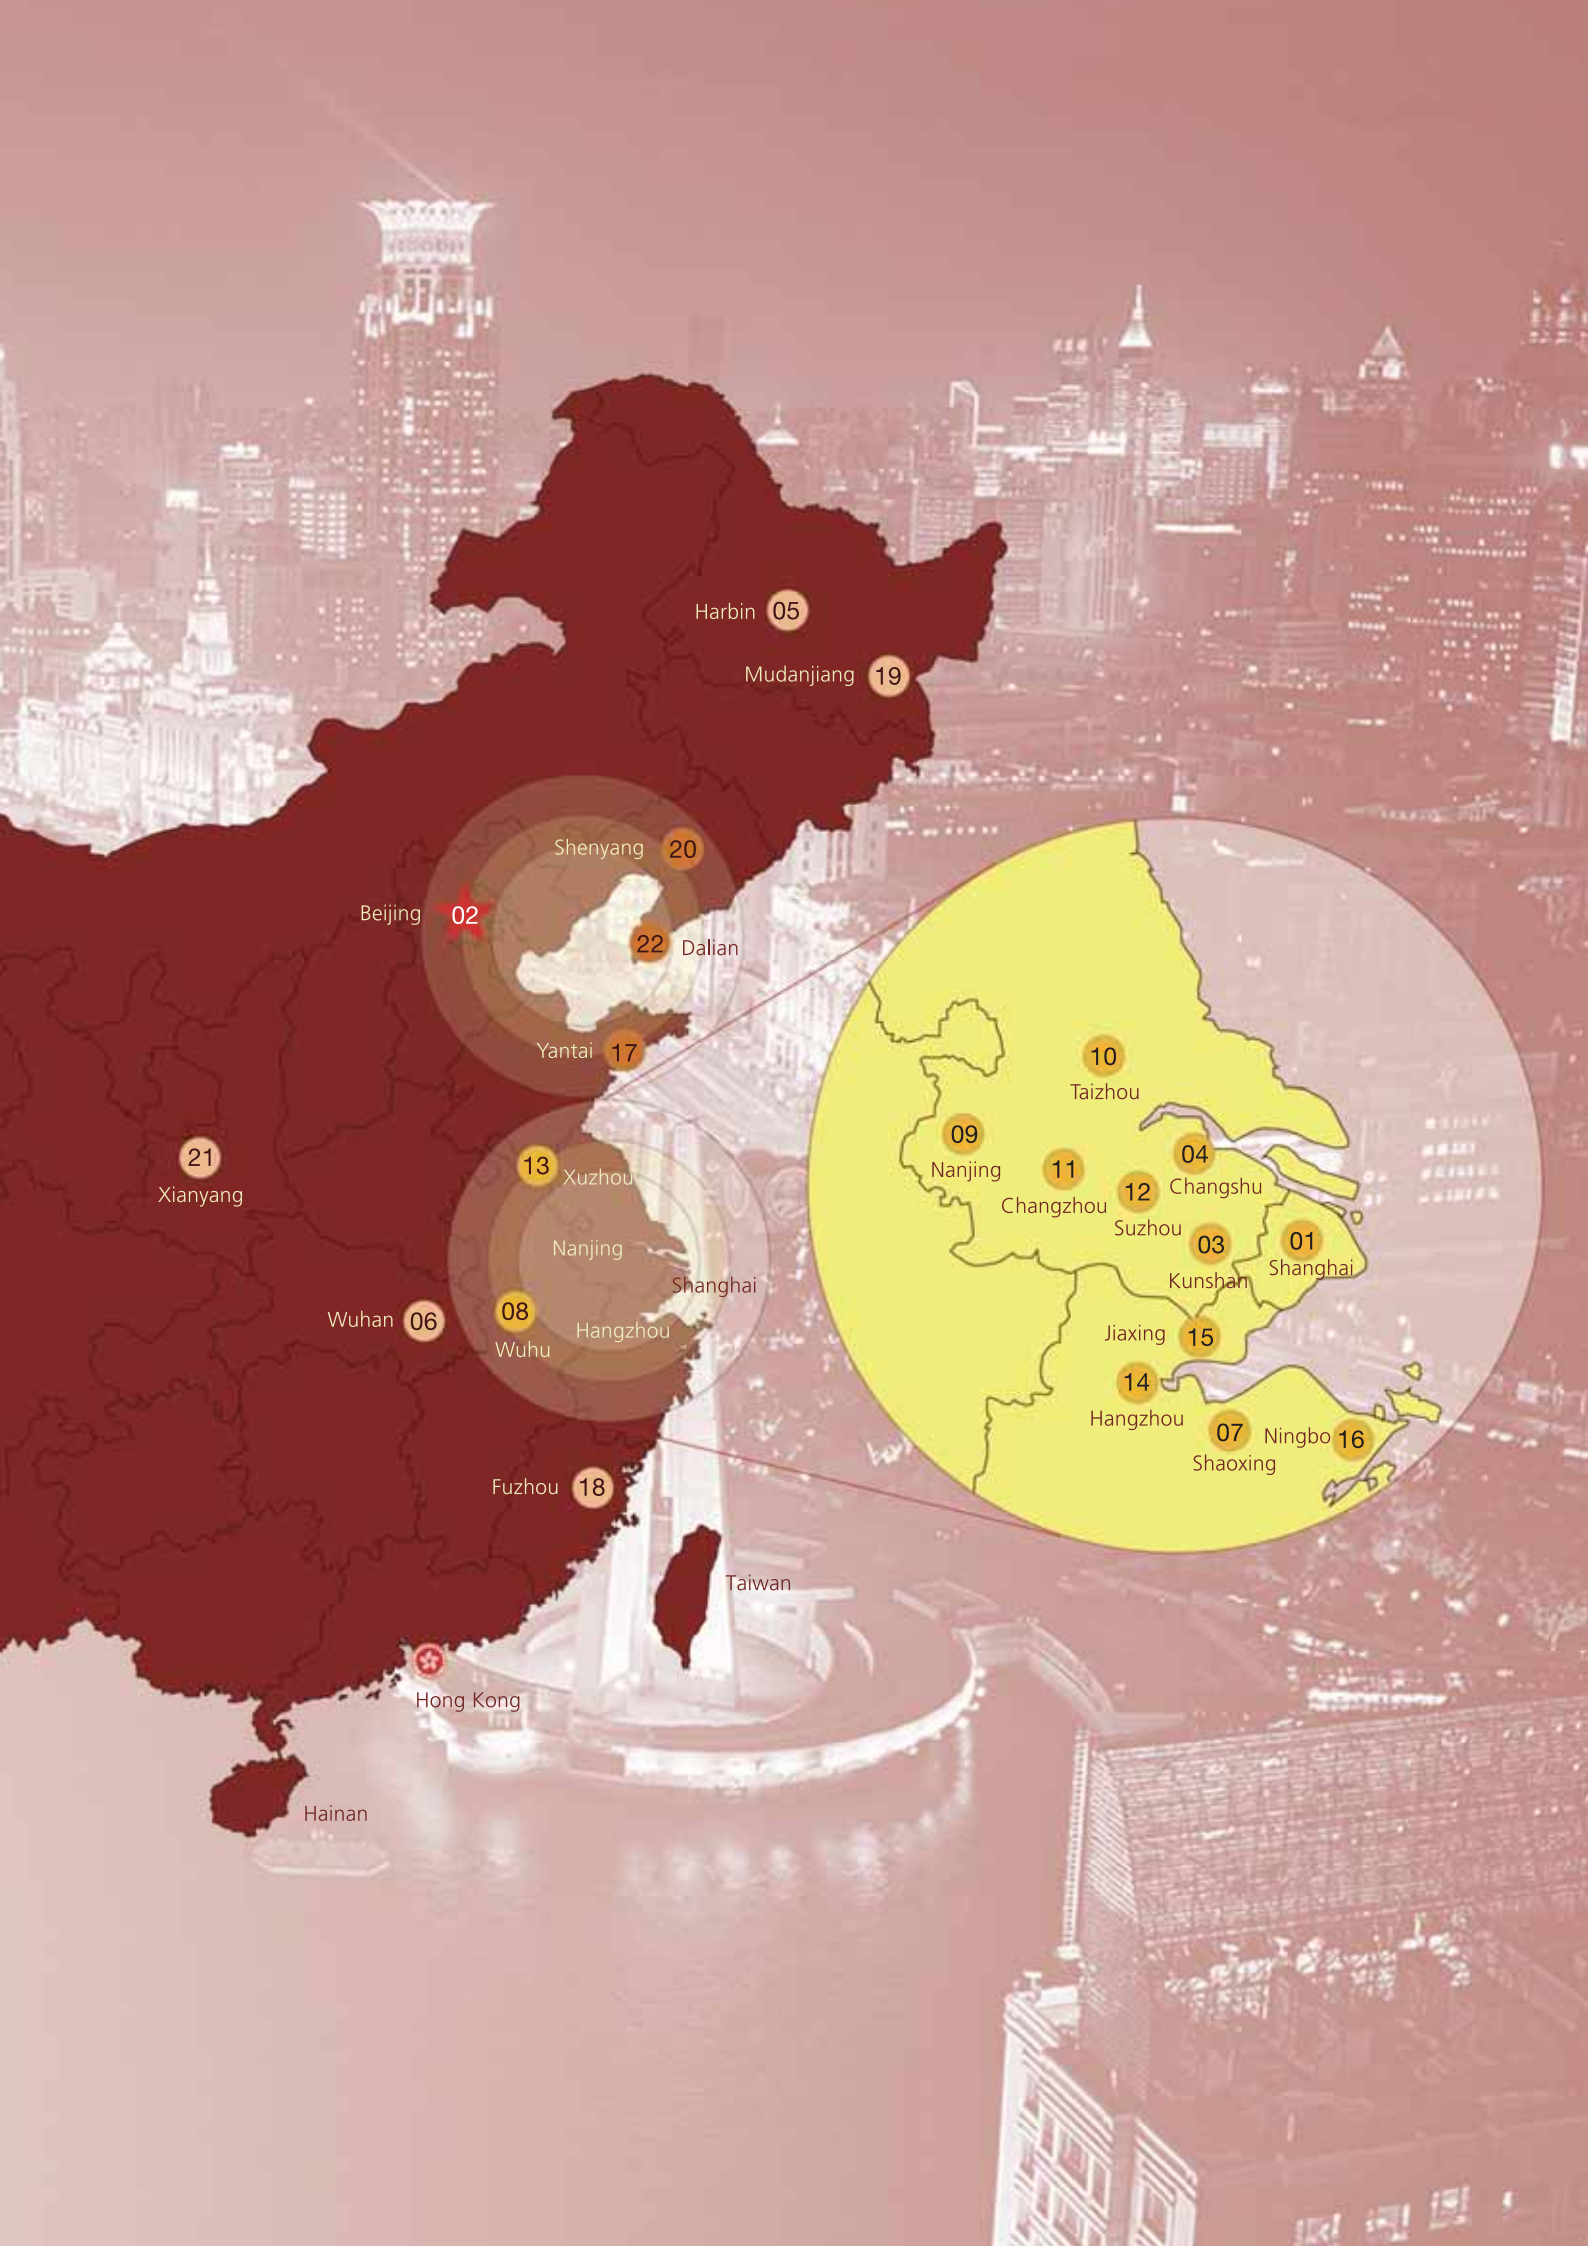 Harbin 05
Mudanjiang 19
Shenyang 20
Beijing 02
22 Dalian
Yantai 17
10
Taizhou
09
Nanjing
11
Changzhou
04
Changshu
12
Suzhou
03
Kunshan
01
Shanghai
Jiaxing 15
14
Hangzhou
07
Shaoxing
Ningbo 16
21
Xianyang
13 Xuzhou
Nanjing
Shanghai
Wuhan 06
08
Wuhu
Hangzhou
Fuzhou 18
Taiwan
Hong Kong
Hainan